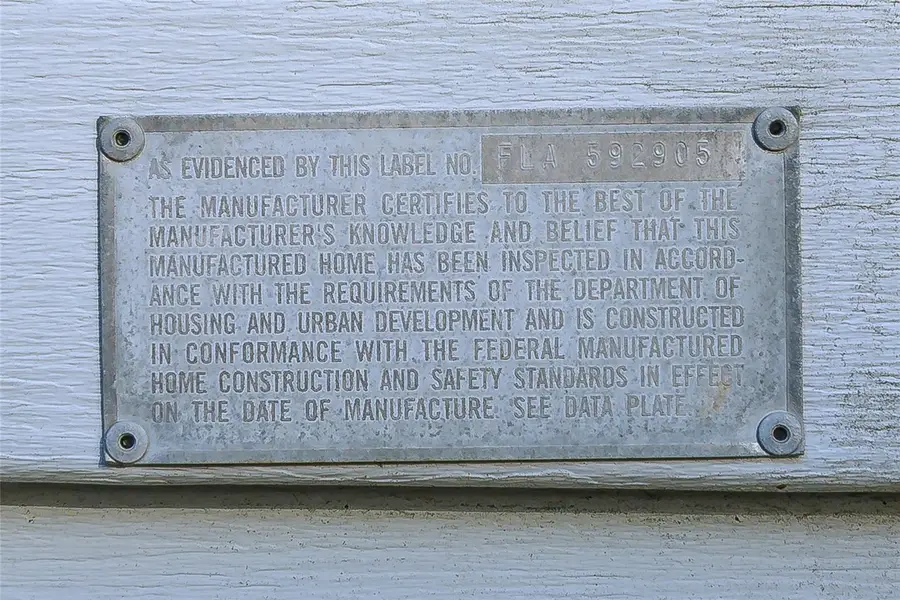 AS EVIDENCED BY THIS LABEL NO. FLA 592905
THE MANUFACTURER CERTIFIES TO THE BEST OF THE
MANUFACTURER'S KNOWLEDGE AND BELIEF THAT THIS
MANUFACTURED HOME HAS BEEN INSPECTED IN ACCORD-
ANCE WITH THE REQUIREMENTS OF THE DEPARTMENT OF
HOUSING AND URBAN DEVELOPMENT AND IS CONSTRUCTED
IN CONFORMANCE WITH THE FEDERAL MANUFACTURED
HOME CONSTRUCTION AND SAFETY STANDARDS IN EFFECT
ON THE DATE OF MANUFACTURE. SEE DATA PLATE.